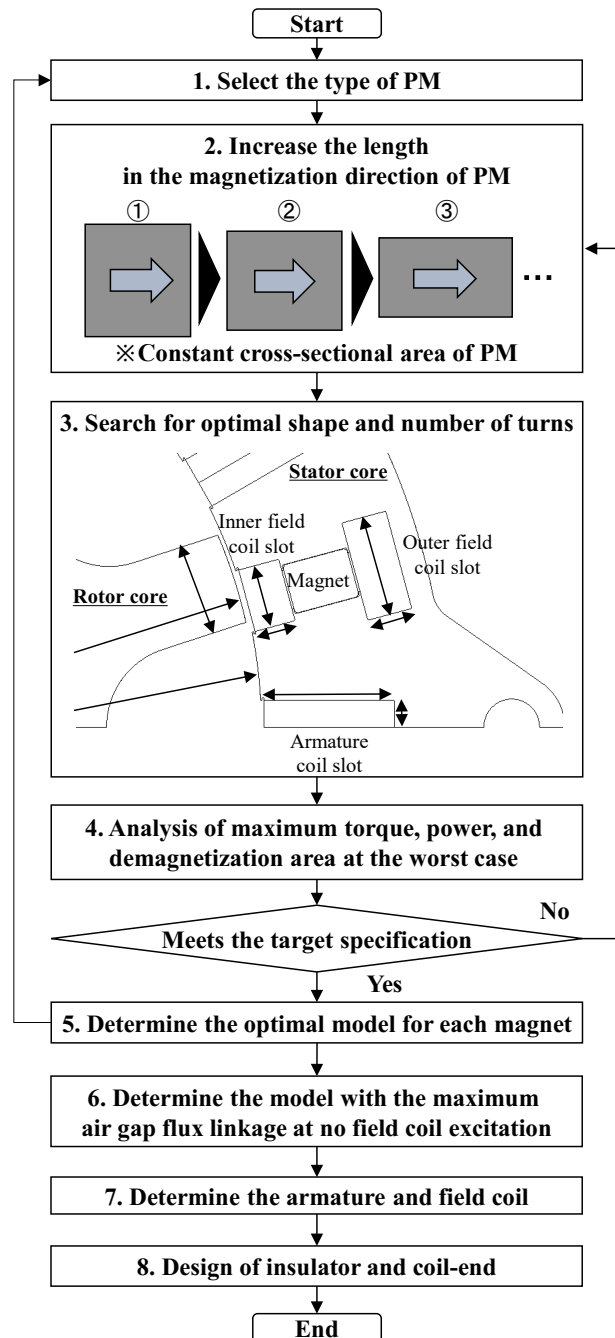 Start
1. Select the type of PM
2. Increase the length
in the magnetization direction of PM
① ② ③
...
※Constant cross-sectional area of PM
3. Search for optimal shape and number of turns
Stator core
Inner field
coil slot
Outer field
coil slot
Magnet
Rotor core
Armature
coil slot
4. Analysis of maximum torque, power, and
demagnetization area at the worst case
No
Meets the target specification
Yes
5. Determine the optimal model for each magnet
6. Determine the model with the maximum
air gap flux linkage at no field coil excitation
7. Determine the armature and field coil
8. Design of insulator and coil-end
End